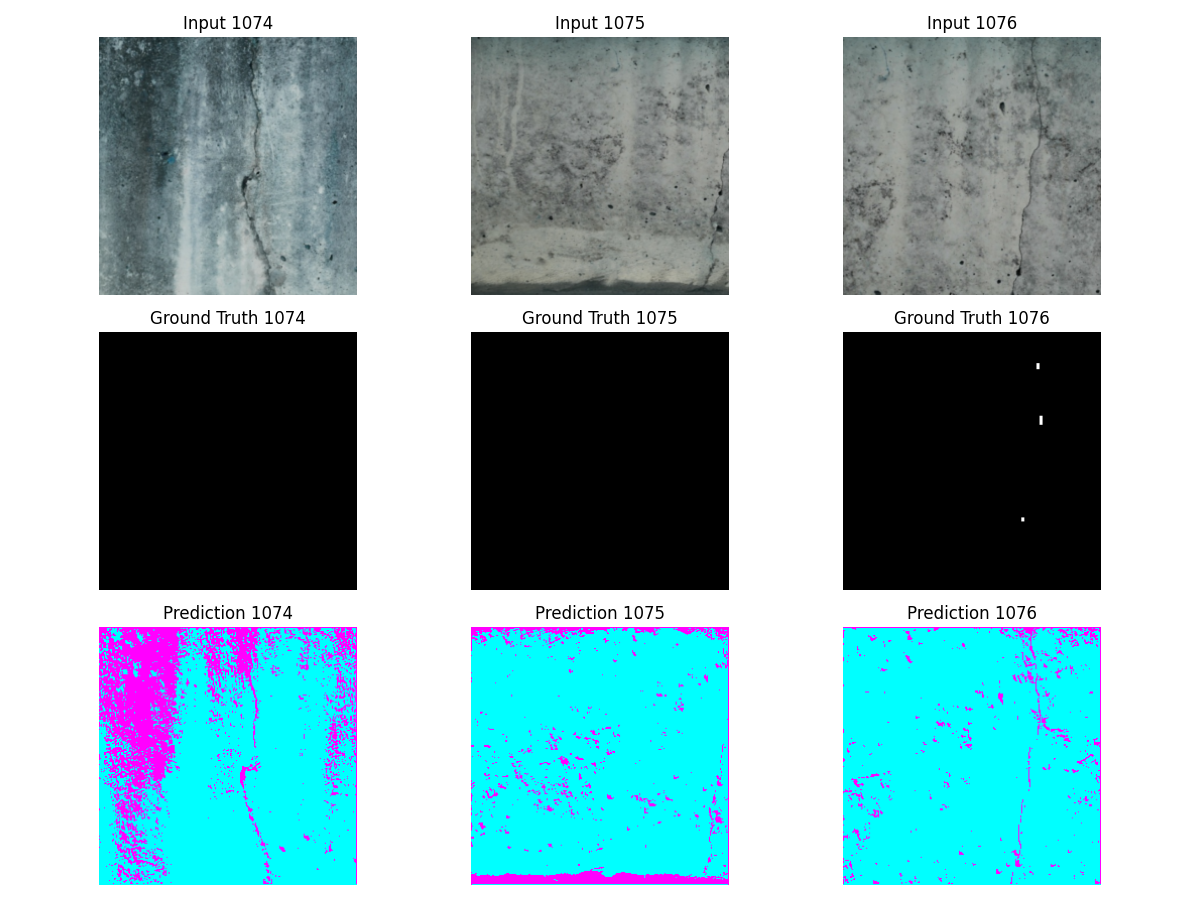 Input 1074
Input 1075
Input 1076
Ground Truth 1074
Ground Truth 1075
Ground Truth 1076
Prediction 1074
Prediction 1075
Prediction 1076